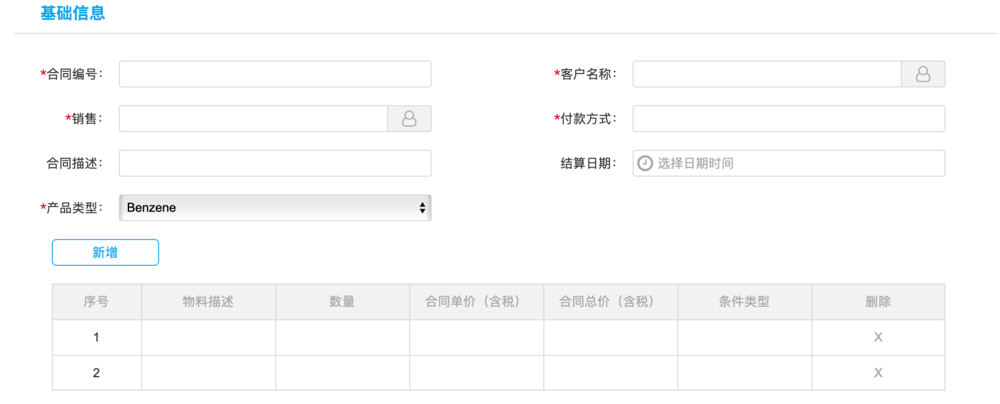 基础信息
*合同编号：
*客户名称：
*销售：
*付款方式：
合同描述：
结算日期： 选择日期时间
*产品类型： Benzene
新增
序号 物料描述 数量 合同单价（含税） 合同总价（含税） 条件类型 删除
1 X
2 X